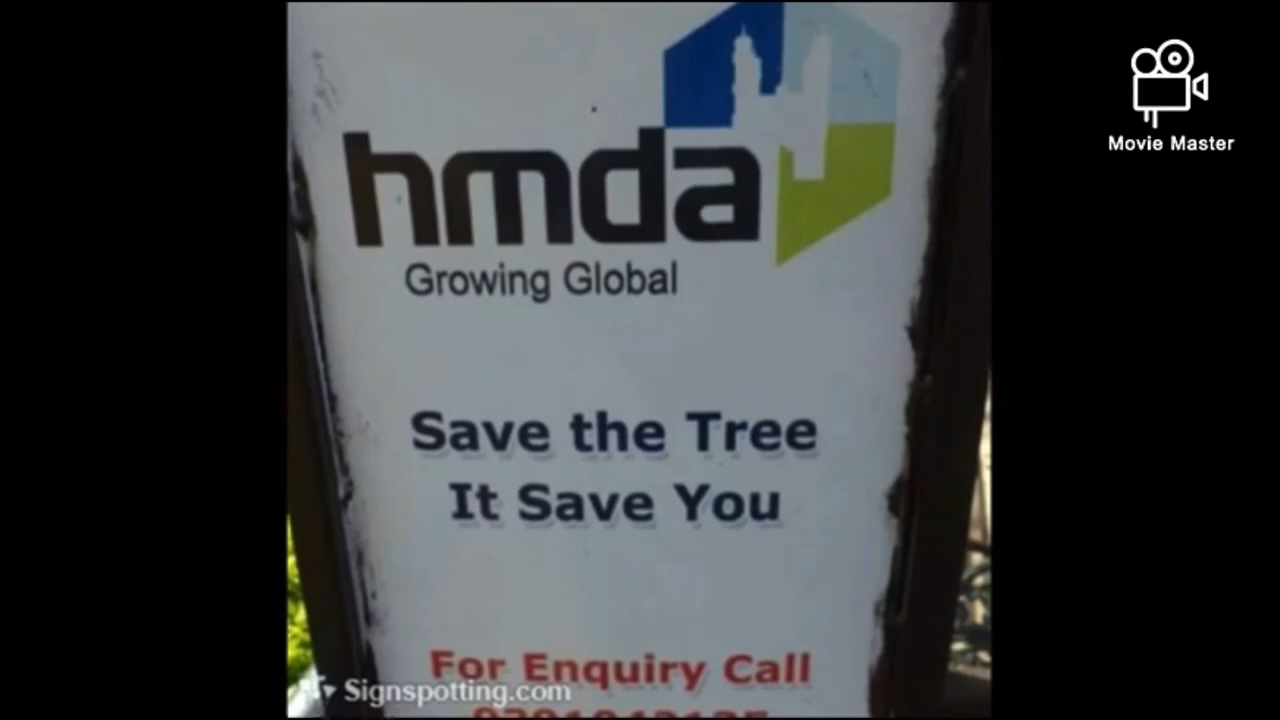 hmda
Growing Global
Save the Tree
It Save You
For Enquiry Call
Signspotting.com
Movie Master